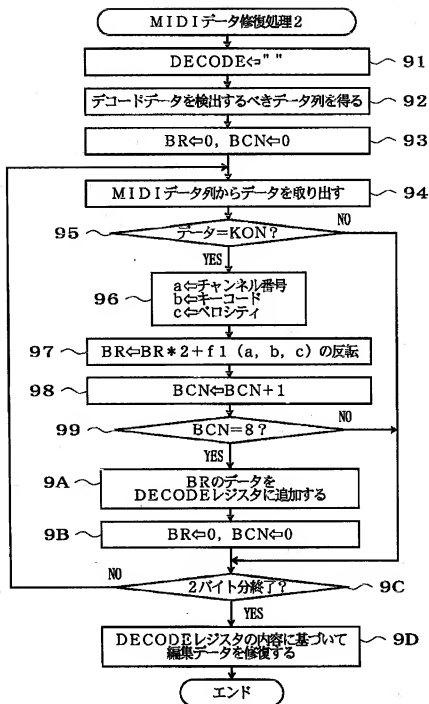 MIDIデータ修復処理2
DECODE⇐" "
91
デコードデータを検出するべきデータ列を得る
92
BR⇐0, BCN⇐0
93
MIDIデータ列からデータを取り出す
94
95
データ=KON?
NO
YES
96
a⇐チャンネル番号
b⇐キーコード
c⇐ベロシティ
97
BR⇐BR*2+f1 (a, b, c) の反転
98
BCN⇐BCN+1
99
BCN=8?
NO
YES
9A
BRのデータを
DECODEレジスタに追加する
9B
BR⇐0, BCN⇐0
NO
2バイト分終了?
9C
YES
DECODEレジスタの内容に基づいて
編集データを修復する
9D
エンド